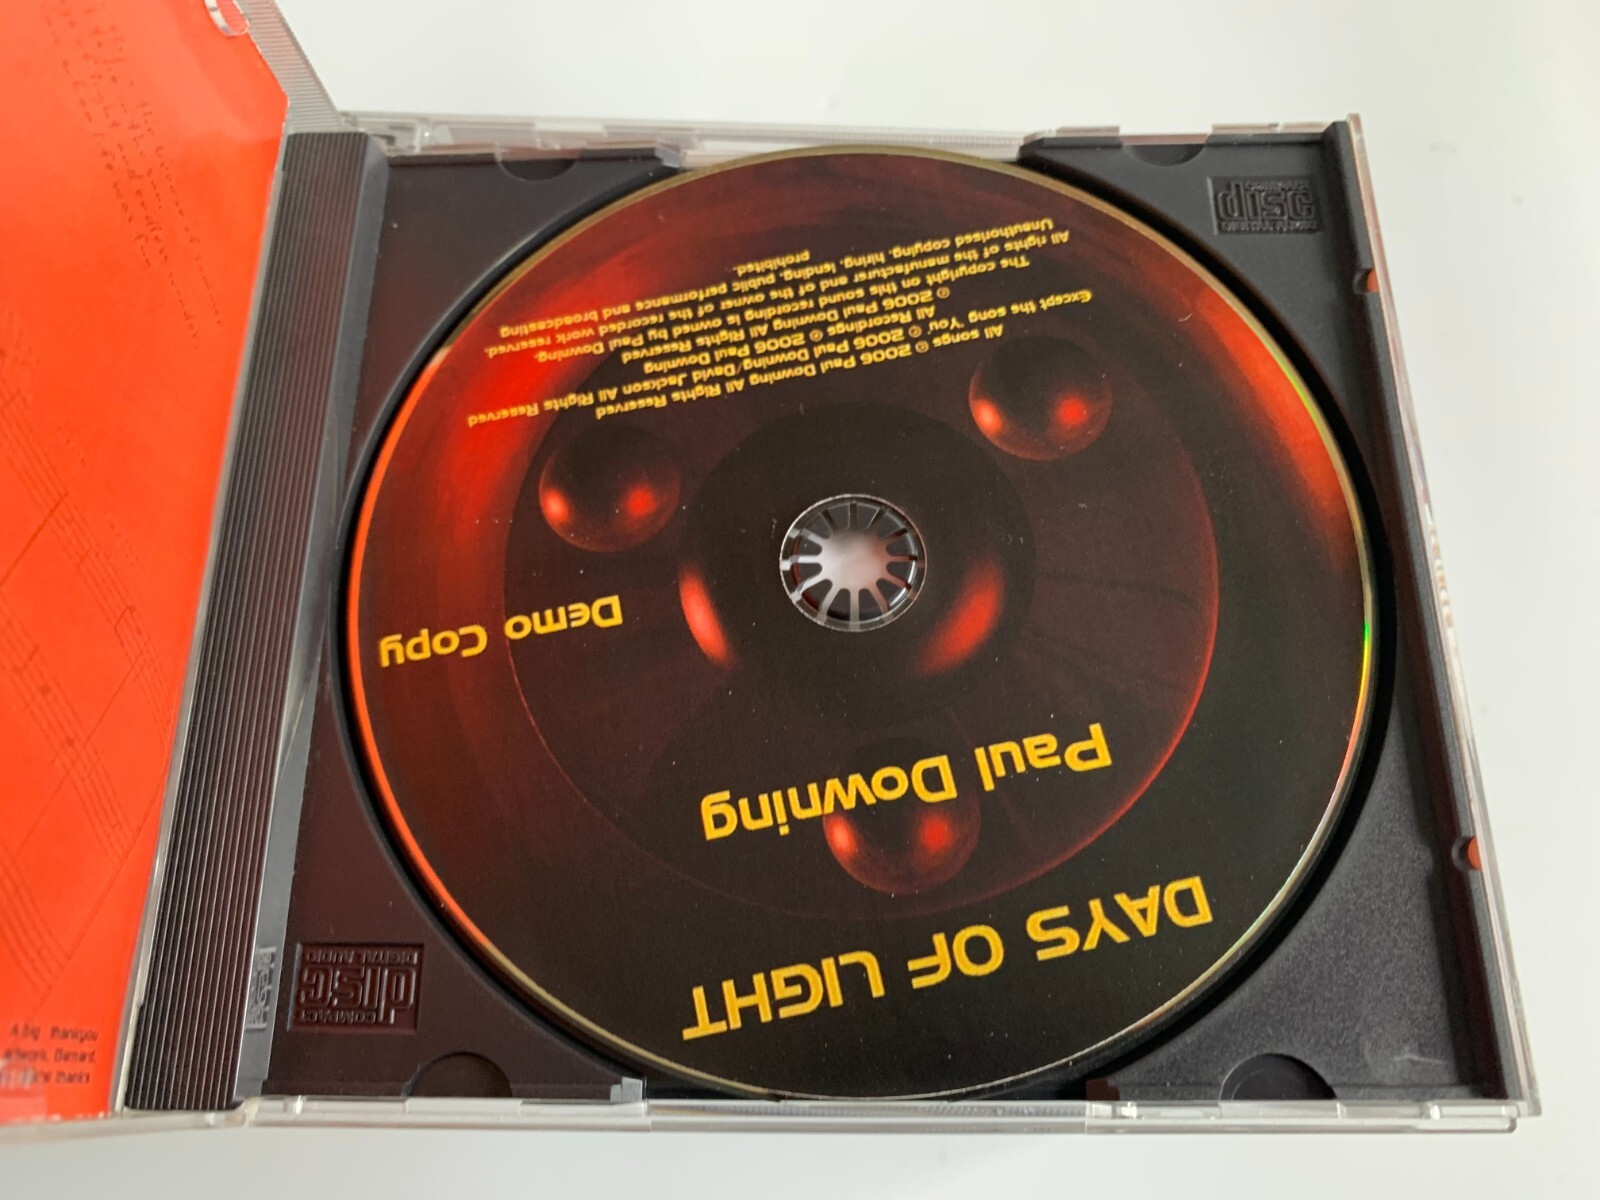 DAYS OF LIGHT
Paul Downing
Demo Copy
All songs © 2006 Paul Downing All Rights Reserved
Except the song "You" © 2006 Paul Downing/David Jackson All Rights Reserved
All Recordings © 2006 Paul Downing
© 2006 Paul Downing All Rights Reserved
The copyright on this sound recording is owned by Paul Downing.
All rights of the manufacturer and of the owner of the recorded work reserved.
Unauthorised copying, hiring, lending, public performance and broadcasting
prohibited.
COMPACT
disc
DIGITAL AUDIO
COMPACT
disc
DIGITAL AUDIO
and endless wonder
A Big thankyou
Bernard
thanks